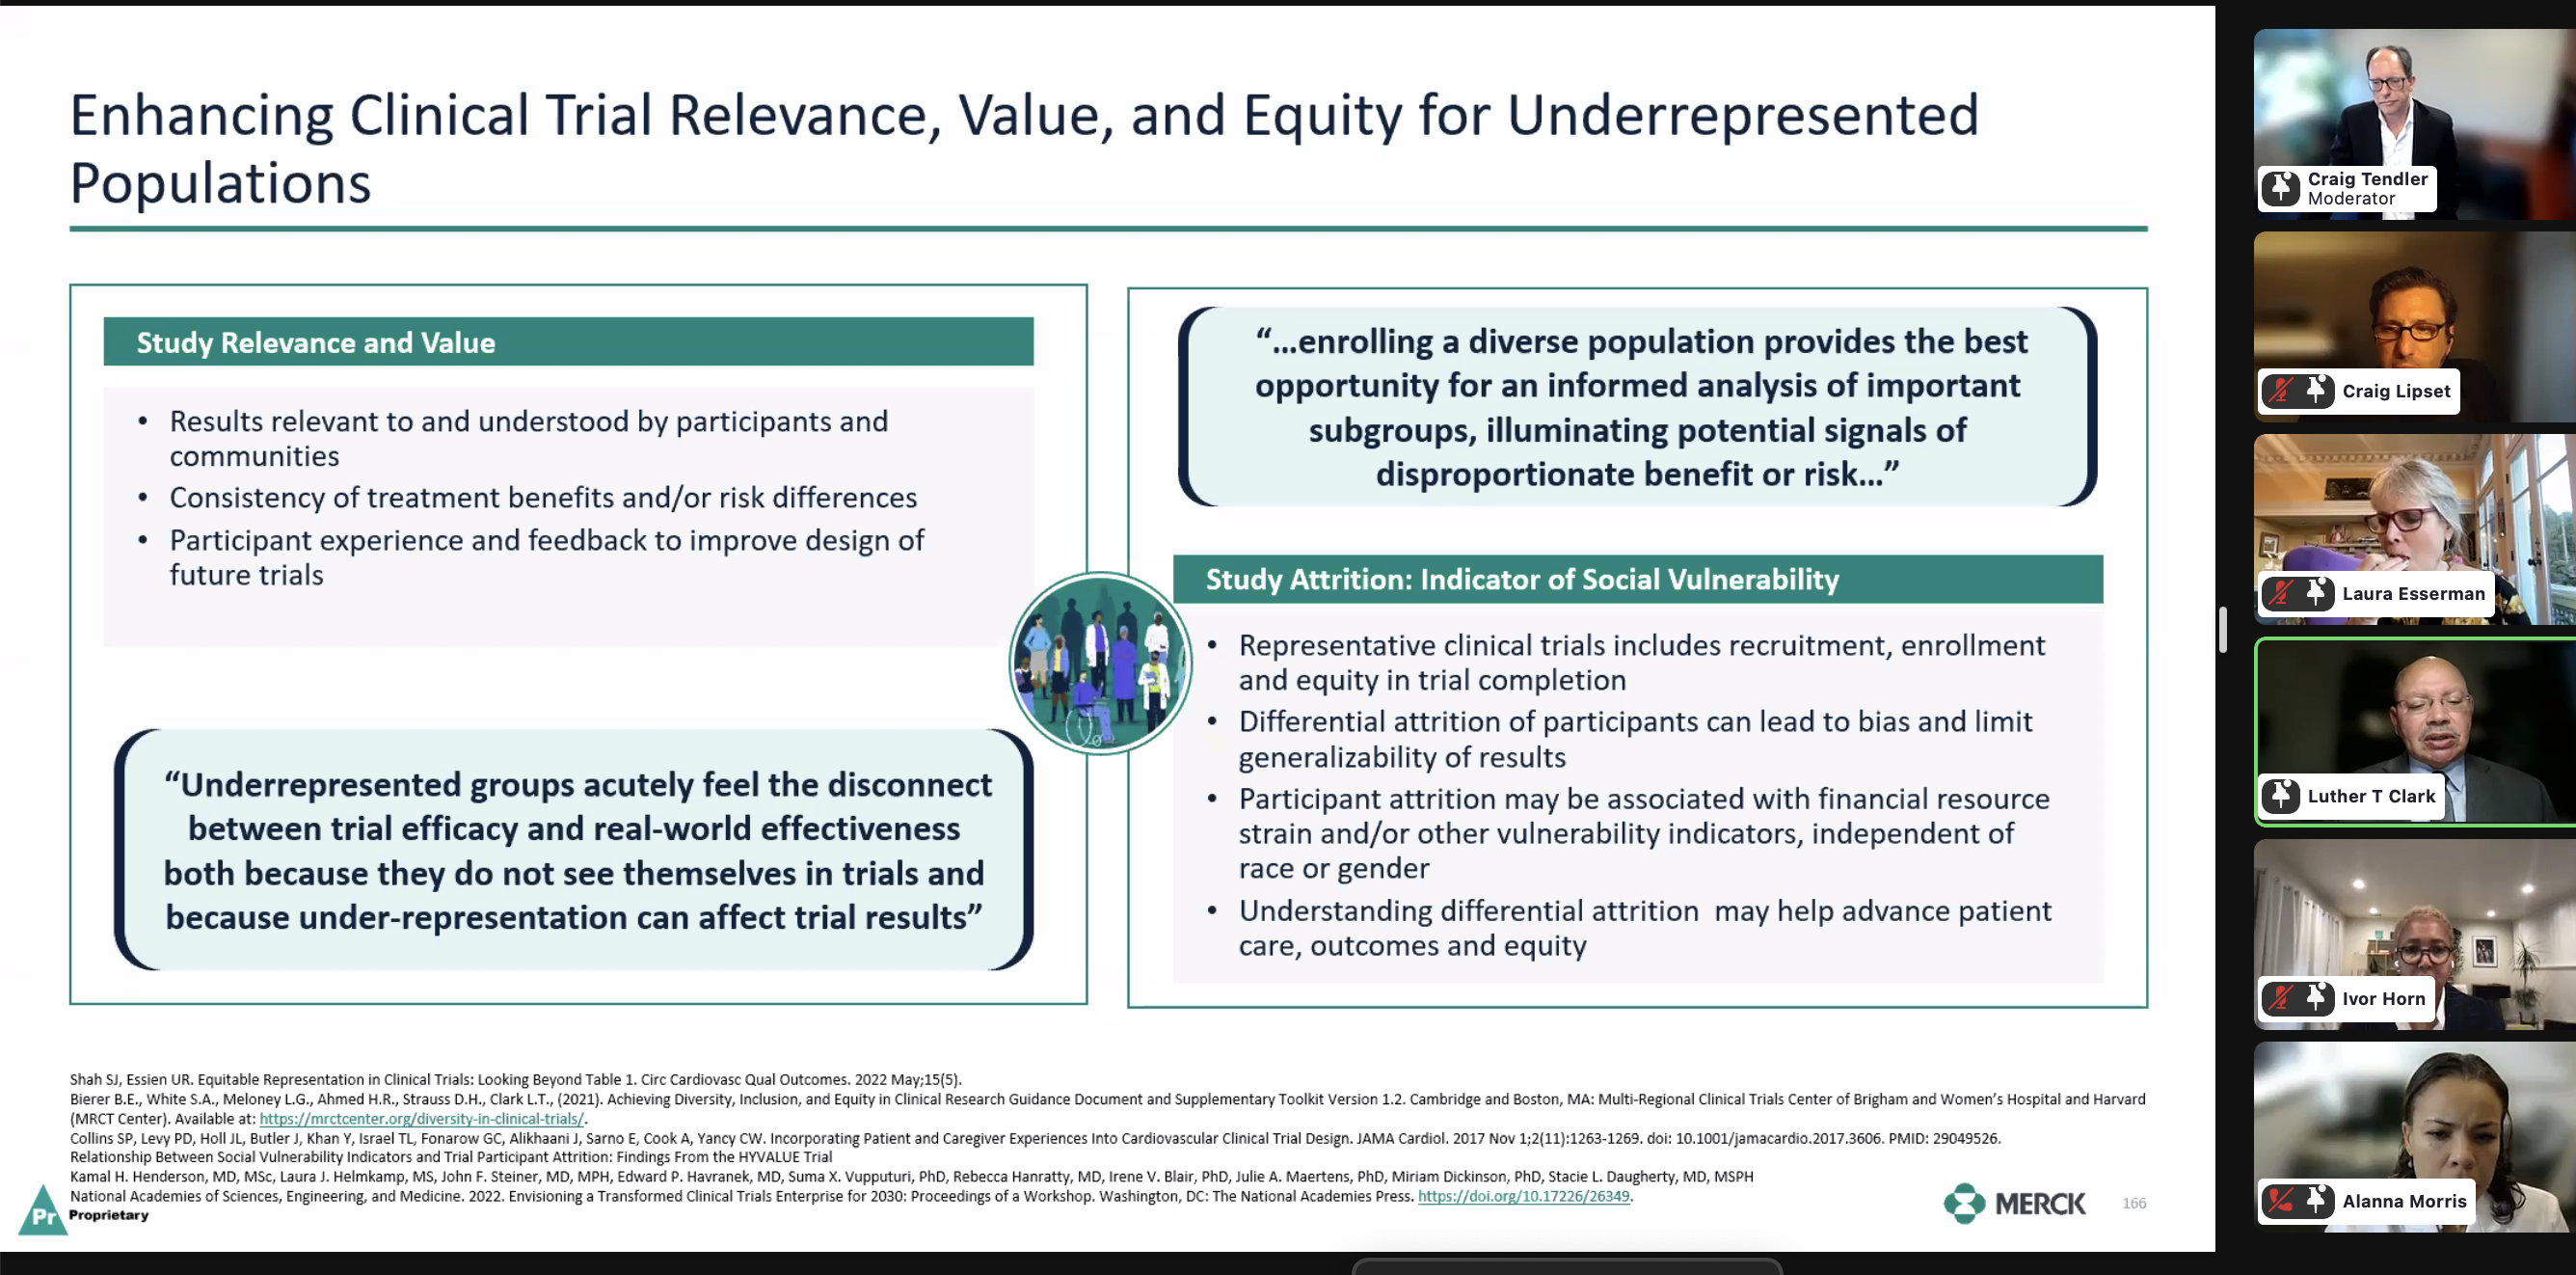 Enhancing Clinical Trial Relevance, Value, and Equity for Underrepresented
Populations
Study Relevance and Value
• Results relevant to and understood by participants and
communities
• Consistency of treatment benefits and/or risk differences
• Participant experience and feedback to improve design of
future trials
“Underrepresented groups acutely feel the disconnect
between trial efficacy and real-world effectiveness
both because they do not see themselves in trials and
because under-representation can affect trial results”
“...enrolling a diverse population provides the best
opportunity for an informed analysis of important
subgroups, illuminating potential signals of
disproportionate benefit or risk...”
Study Attrition: Indicator of Social Vulnerability
• Representative clinical trials includes recruitment, enrollment
and equity in trial completion
• Differential attrition of participants can lead to bias and limit
generalizability of results
• Participant attrition may be associated with financial resource
strain and/or other vulnerability indicators, independent of
race or gender
• Understanding differential attrition may help advance patient
care, outcomes and equity
Shah SJ, Essien UR. Equitable Representation in Clinical Trials: Looking Beyond Table 1. Circ Cardiovasc Qual Outcomes. 2022 May;15(5).
Bierer B.E., White S.A., Meloney L.G., Ahmed H.R., Strauss D.H., Clark L.T., (2021). Achieving Diversity, Inclusion, and Equity in Clinical Research Guidance Document and Supplementary Toolkit Version 1.2. Cambridge and Boston, MA: Multi-Regional Clinical Trials Center of Brigham and Women’s Hospital and Harvard
(MRCT Center). Available at: https://mrctcenter.org/diversity-in-clinical-trials/.
Collins SP, Levy PD, Holl JL, Butler J, Khan Y, Israel TL, Fonarow GC, Alikhaani J, Sarno E, Cook A, Yancy CW. Incorporating Patient and Caregiver Experiences Into Cardiovascular Clinical Trial Design. JAMA Cardiol. 2017 Nov 1;2(11):1263-1269. doi: 10.1001/jamacardio.2017.3606. PMID: 29049526.
Relationship Between Social Vulnerability Indicators and Trial Participant Attrition: Findings From the HYVALUE Trial
Kamal H. Henderson, MD, MSc, Laura J. Helmkamp, MS, John F. Steiner, MD, MPH, Edward P. Havranek, MD, Suma X. Vupputuri, PhD, Rebecca Hanratty, MD, Irene V. Blair, PhD, Julie A. Maertens, PhD, Miriam Dickinson, PhD, Stacie L. Daugherty, MD, MSPH
National Academies of Sciences, Engineering, and Medicine. 2022. Envisioning a Transformed Clinical Trials Enterprise for 2030: Proceedings of a Workshop. Washington, DC: The National Academies Press. https://doi.org/10.17226/26349.
Pr Proprietary
MERCK
166
Craig Tendler
Moderator
Craig Lipset
Laura Esserman
Luther T Clark
Ivor Horn
Alanna Morris